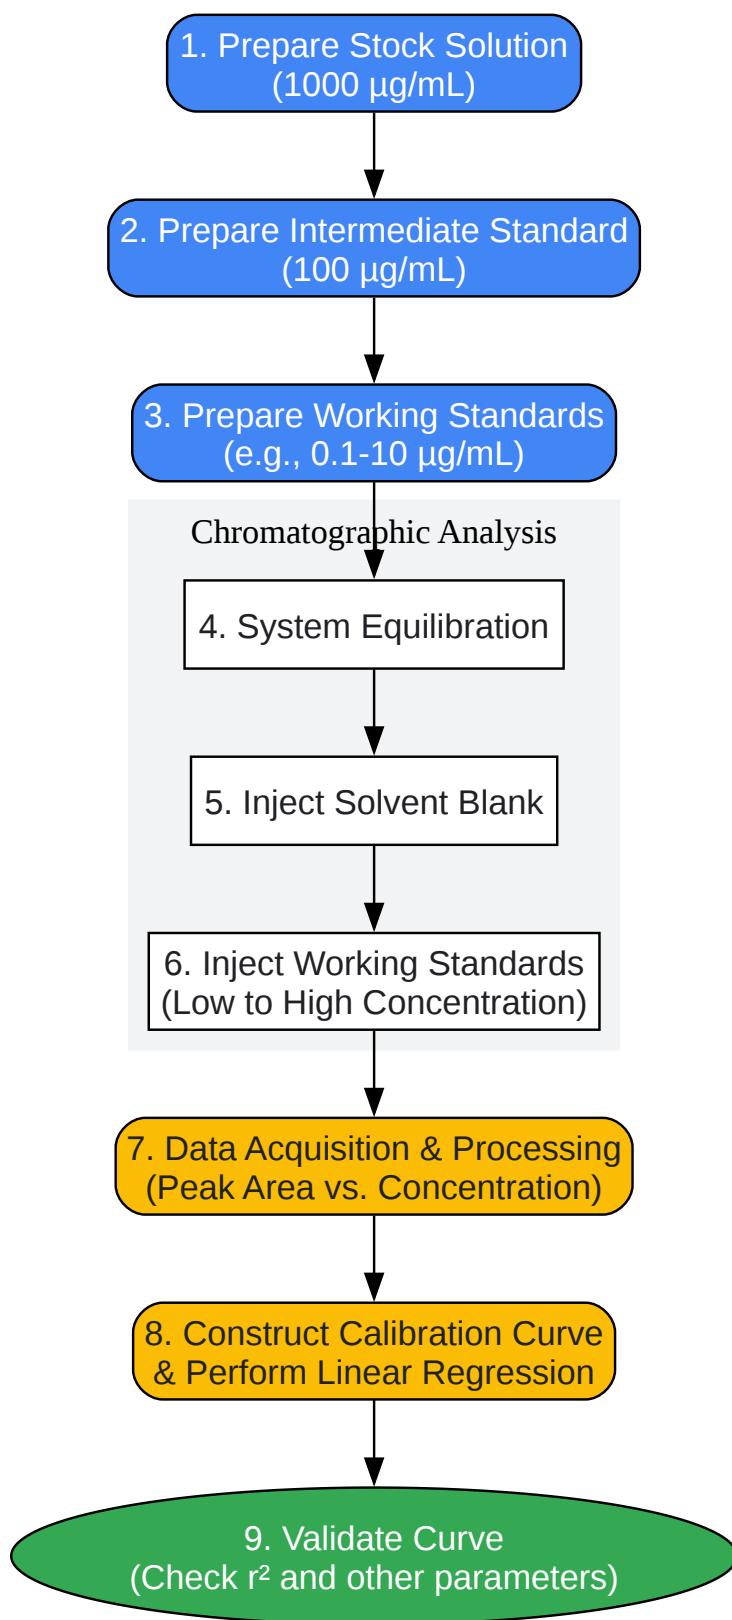 1. Prepare Stock Solution
(1000 µg/mL)
2. Prepare Intermediate Standard
(100 µg/mL)
3. Prepare Working Standards
(e.g., 0.1-10 µg/mL)
Chromatographic Analysis
4. System Equilibration
5. Inject Solvent Blank
6. Inject Working Standards
(Low to High Concentration)
7. Data Acquisition & Processing
(Peak Area vs. Concentration)
8. Construct Calibration Curve
& Perform Linear Regression
9. Validate Curve
(Check r² and other parameters)